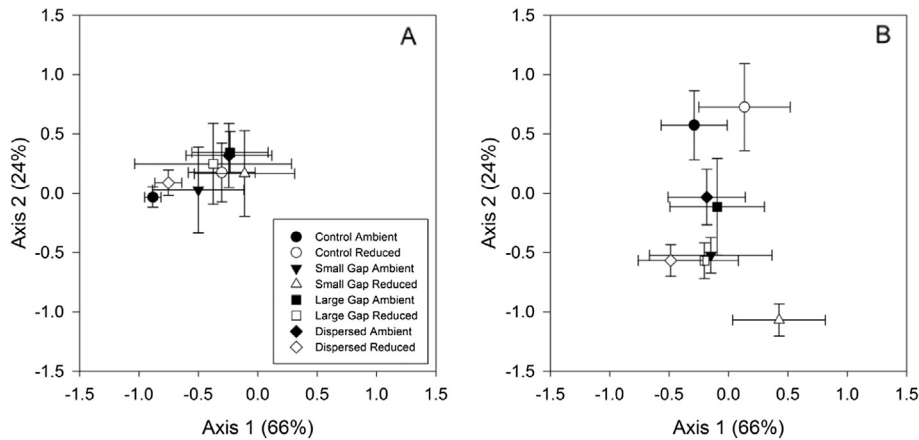 A
1.5
1.0
0.5
0.0
-0.5
-1.0
-1.5
Axis 2 (24%)
Control Ambient
Control Reduced
Small Gap Ambient
Small Gap Reduced
Large Gap Ambient
Large Gap Reduced
Dispersed Ambient
Dispersed Reduced
-1.5 -1.0 -0.5 0.0 0.5 1.0 1.5
Axis 1 (66%)
B
1.5
1.0
0.5
0.0
-0.5
-1.0
-1.5
Axis 2 (24%)
-1.5 -1.0 -0.5 0.0 0.5 1.0 1.5
Axis 1 (66%)